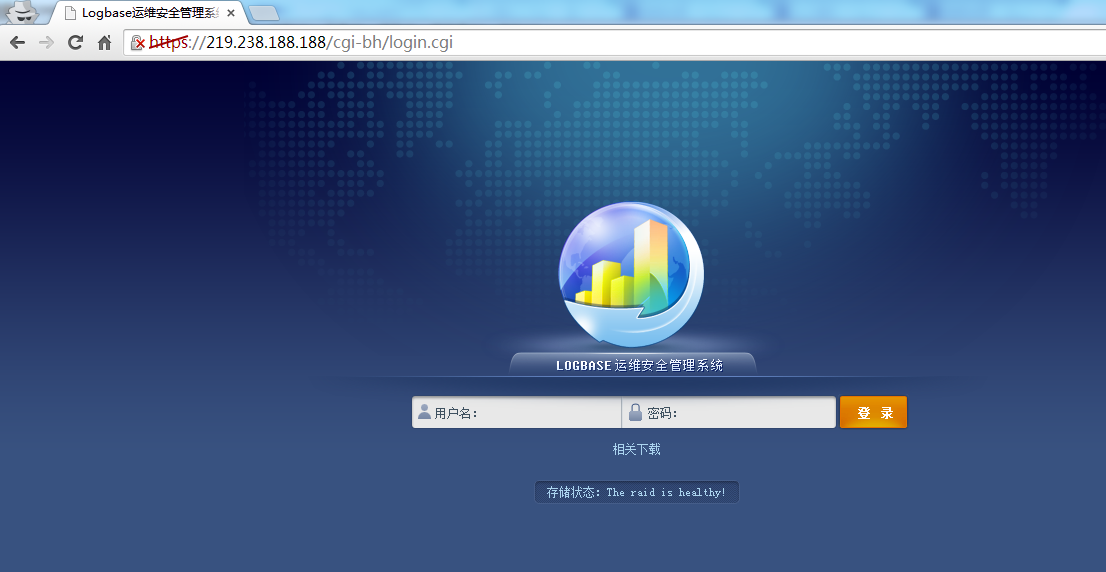 Logbase运维安全管理系
https://219.238.188.188/cgi-bh/login.cgi
LOGBASE 运维安全管理系统
用户名: 密码: 登 录
相关下载
存储状态: The raid is healthy!